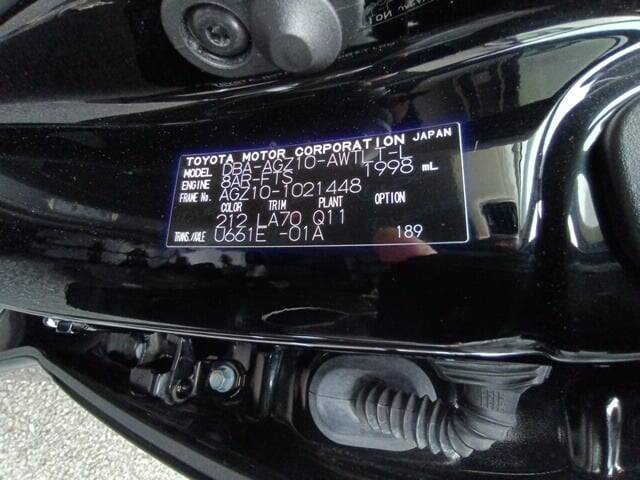 TOYOTA MOTOR CORPORATION JAPAN
MODEL DBA-AGZ10-AWTLT-L
ENGINE 8AR-FTS 1998 mL
FRAME No. AGZ10-1021448
COLOR TRIM PLANT OPTION
212 LA70 Q11
TRANS./AXLE U661E -01A 189